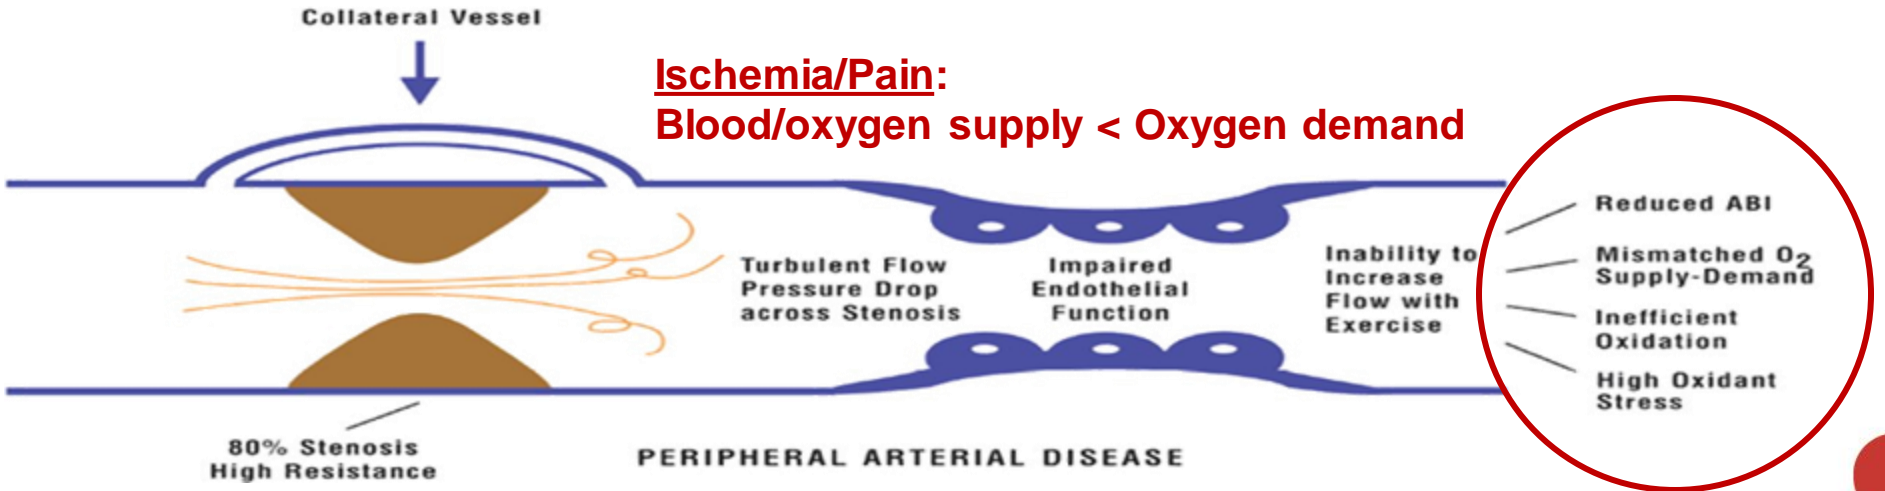 Collateral Vessel
Ischemia/Pain:
Blood/oxygen supply < Oxygen demand
Turbulent Flow
Pressure Drop
across Stenosis
Impaired
Endothelial
Function
Inability to
Increase
Flow with
Exercise
Reduced ABI
Mismatched O₂
Supply-Demand
Inefficient
Oxidation
High Oxidant
Stress
80% Stenosis
High Resistance
PERIPHERAL ARTERIAL DISEASE